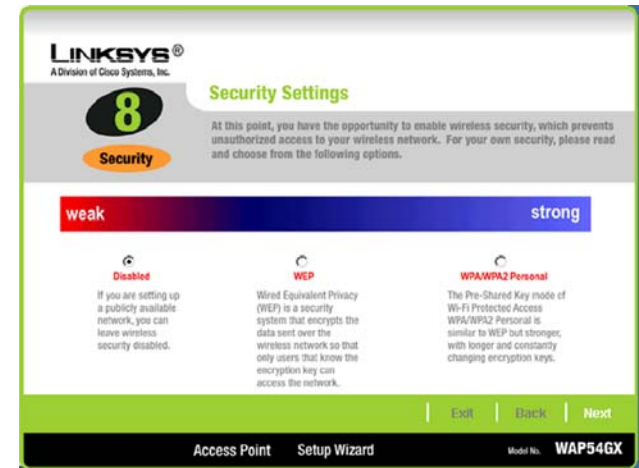 LINKSYS®
A Division of Cisco Systems, Inc.
8
Security
Security Settings
At this point, you have the opportunity to enable wireless security, which prevents
unauthorized access to your wireless network. For your own security, please read
and choose from the following options.
weak
strong
Disabled
If you are setting up
a publicly available
network, you can
leave wireless
security disabled.
WEP
Wired Equivalent Privacy
(WEP) is a security
system that encrypts the
data sent over the
wireless network so that
only users that know the
encryption key can
access the network.
WPA/WPA2 Personal
The Pre-Shared Key mode of
Wi-Fi Protected Access
WPA/WPA2 Personal is
similar to WEP but stronger,
with longer and constantly
changing encryption keys.
Exit
Back
Next
Access Point Setup Wizard
Model No. WAP54GX